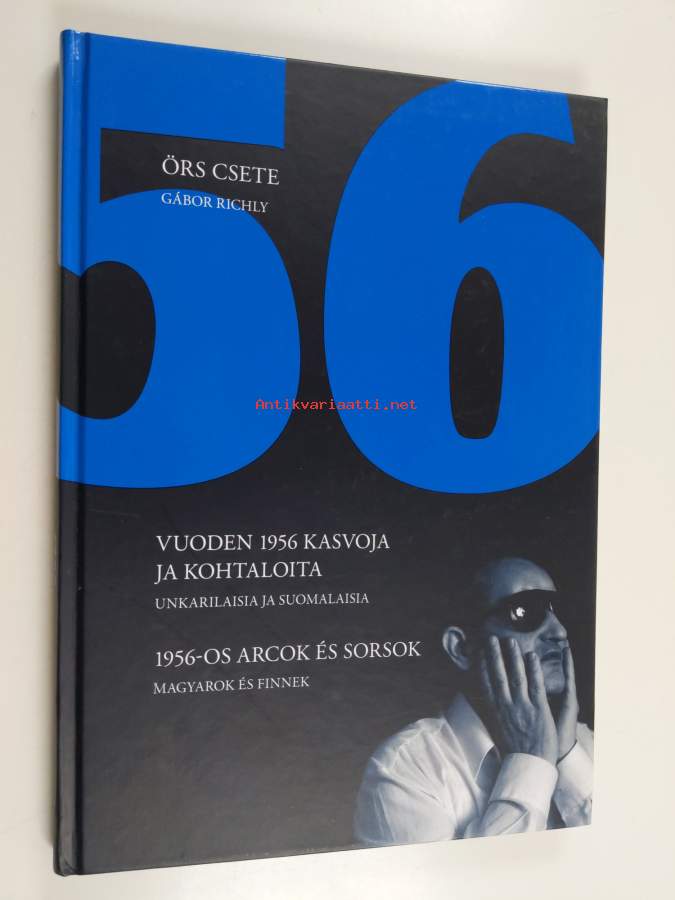 56
ÖRS CSETE
GÁBOR RICHLY
Antikvariaatti.net
VUODEN 1956 KASVOJA
JA KOHTALOITA
UNKARILAISIA JA SUOMALAISIA
1956-OS ARCOK ÉS SORSOK
MAGYAROK ÉS FINNEK